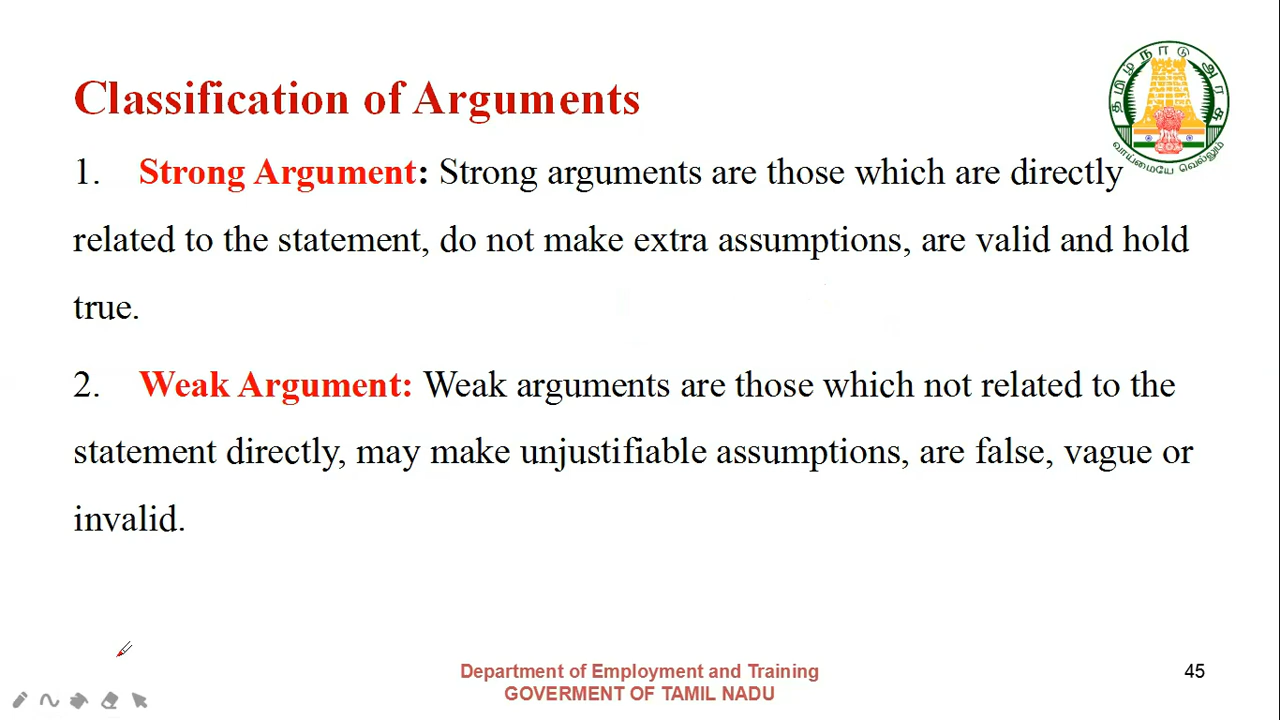 Classification of Arguments
தமிழ்நாடு அரசு
வாய்மையே வெல்லும்
1. Strong Argument: Strong arguments are those which are directly
related to the statement, do not make extra assumptions, are valid and hold
true.
2. Weak Argument: Weak arguments are those which not related to the
statement directly, may make unjustifiable assumptions, are false, vague or
invalid.
Department of Employment and Training
GOVERMENT OF TAMIL NADU
45